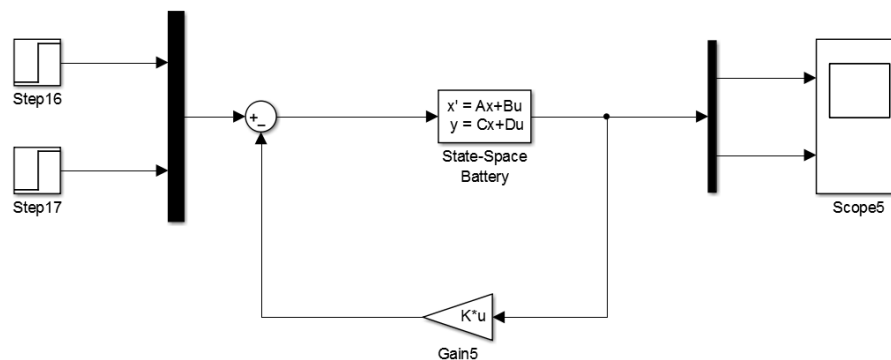 Step16
Step17
+
−
x' = Ax+Bu
y = Cx+Du
State-Space
Battery
K*u
Gain5
Scope5